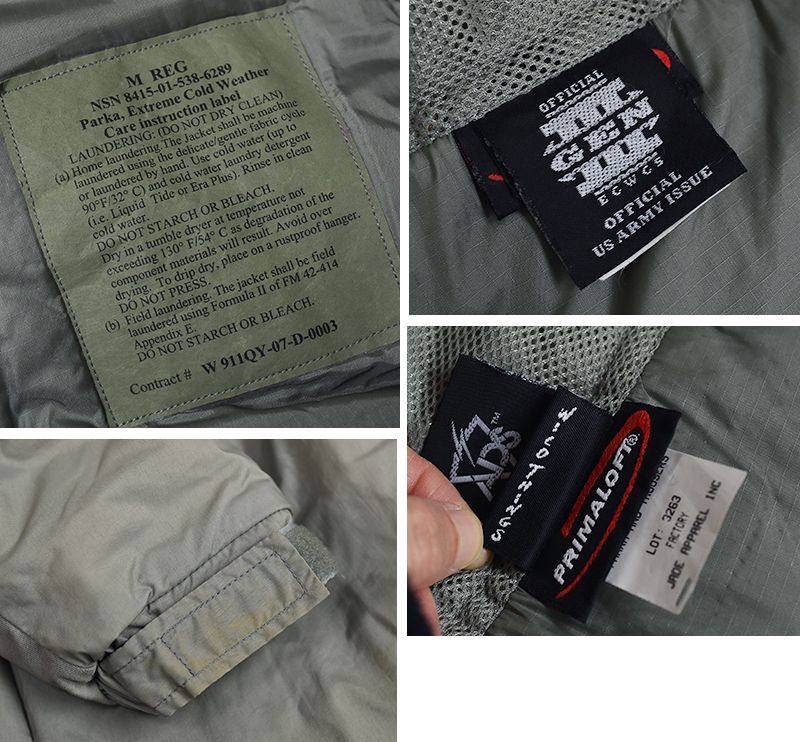 M REG
NSN 8415-01-538-6289
Parka, Extreme Cold Weather
Care instruction label
LAUNDERING: (DO NOT DRY CLEAN)
(a) Home laundering. The jacket shall be machine
laundered using the delicate/gentle fabric cycle
or laundered by hand. Use cold water (up to
90°F/32° C) and cold water laundry detergent
(i.e. Liquid Tide or Era Plus). Rinse in clean
cold water.
DO NOT STARCH OR BLEACH.
Dry in a tumble dryer at temperature not
exceeding 130° F/54° C as degradation of the
component materials will result. Avoid over
drying. To drip dry, place on a rustproof hanger.
DO NOT PRESS.
(b) Field laundering. The jacket shall be field
laundered using Formula II of FM 42-414
Appendix E.
DO NOT STARCH OR BLEACH.
Contract # W 911QY-07-D-0003
OFFICIAL
III
GEN
III
ECWCS
OFFICIAL
US ARMY ISSUE
ADS™
PRIMALOFT®
TROUSERS
LOT: 3263
FACTORY
JADE APPAREL INC